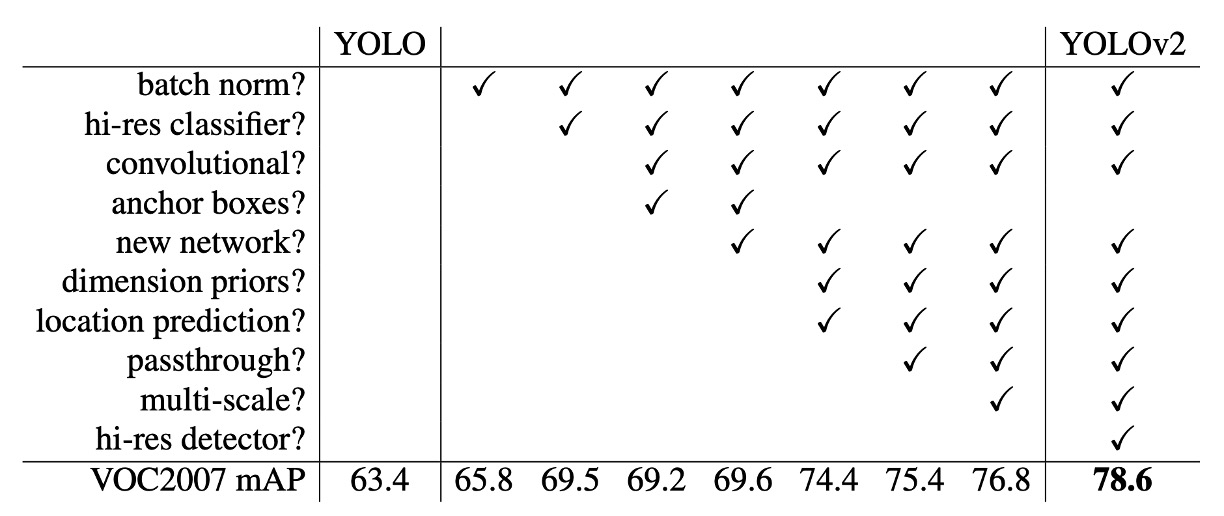 YOLO YOLOv2
batch norm? ✓ ✓ ✓ ✓ ✓ ✓ ✓ ✓
hi-res classifier? ✓ ✓ ✓ ✓ ✓ ✓ ✓
convolutional? ✓ ✓ ✓ ✓ ✓ ✓
anchor boxes? ✓ ✓
new network? ✓ ✓ ✓ ✓ ✓
dimension priors? ✓ ✓ ✓ ✓
location prediction? ✓ ✓ ✓ ✓
passthrough? ✓ ✓ ✓
multi-scale? ✓ ✓
hi-res detector? ✓
VOC2007 mAP 63.4 65.8 69.5 69.2 69.6 74.4 75.4 76.8 78.6